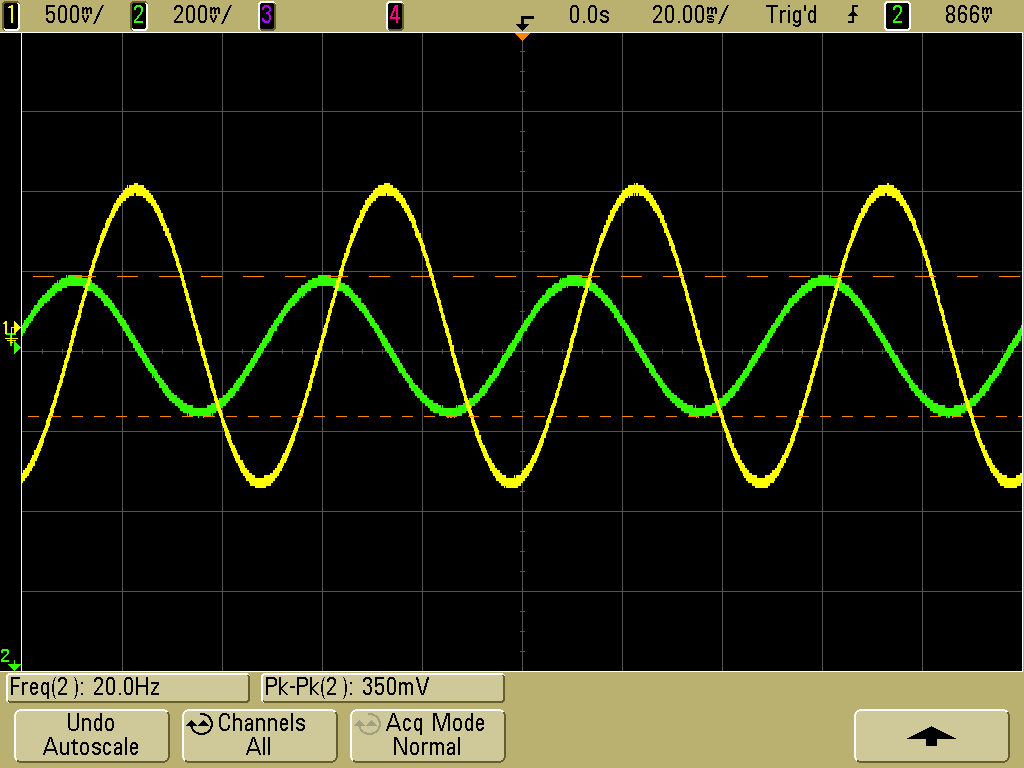 1 500mV/ 2 200mV/ 3 4 0.0s 20.00ms/ Trig'd 2 866mV
1
2
Freq(2): 20.0Hz Pk-Pk(2): 350mV
Undo Autoscale
Channels All
Acq Mode Normal